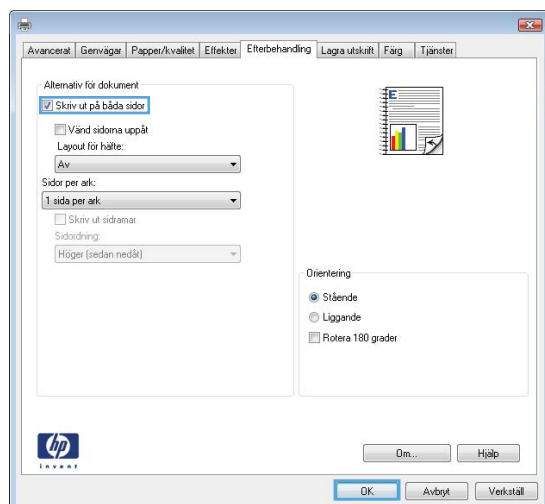 Avancerat Genvägar Papper/kvalitet Effekter Efterbehandling Lagra utskrift Färg Tjänster
Alternativ för dokument
Skriv ut på båda sidor
Vänd sidorna uppåt
Layout för häfte:
Av
Sidor per ark:
1 sida per ark
Skriv ut sidramar
Sidordning:
Höger (sedan nedåt)
E
Orientering
Stående
Liggande
Rotera 180 grader
hp
invent
Om... Hjälp
OK Avbryt Verkställ